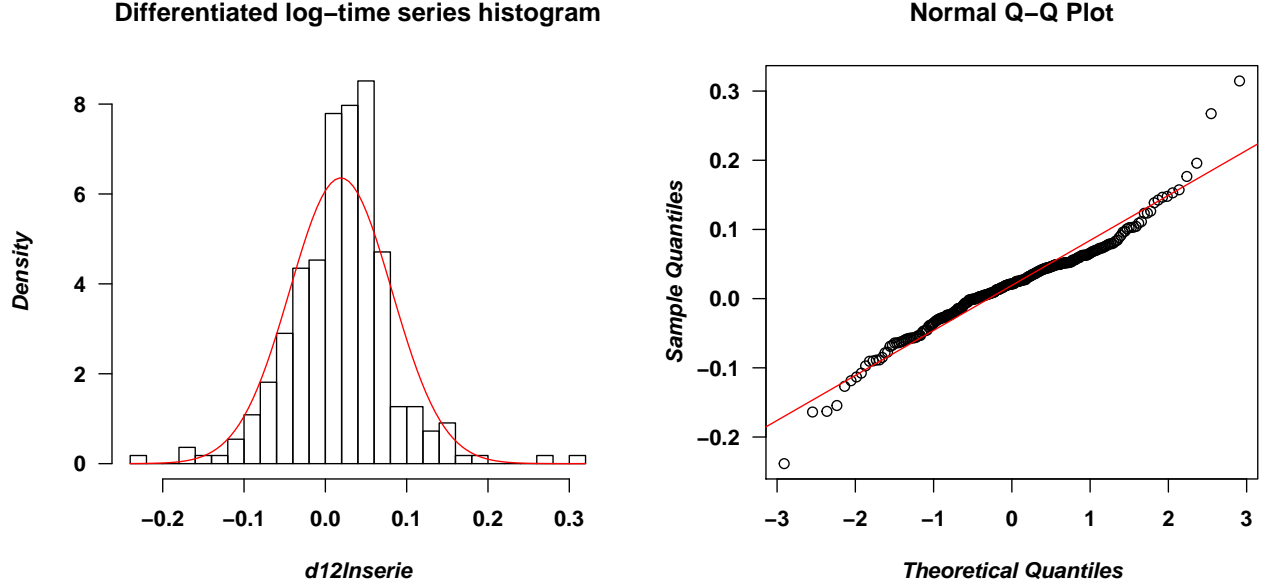 Differentiated log−time series histogram
Density
8
6
4
2
0
−0.2 −0.1 0.0 0.1 0.2 0.3
d12lnserie
Normal Q−Q Plot
Sample Quantiles
0.3
0.2
0.1
0.0
−0.1
−0.2
−3 −2 −1 0 1 2 3
Theoretical Quantiles